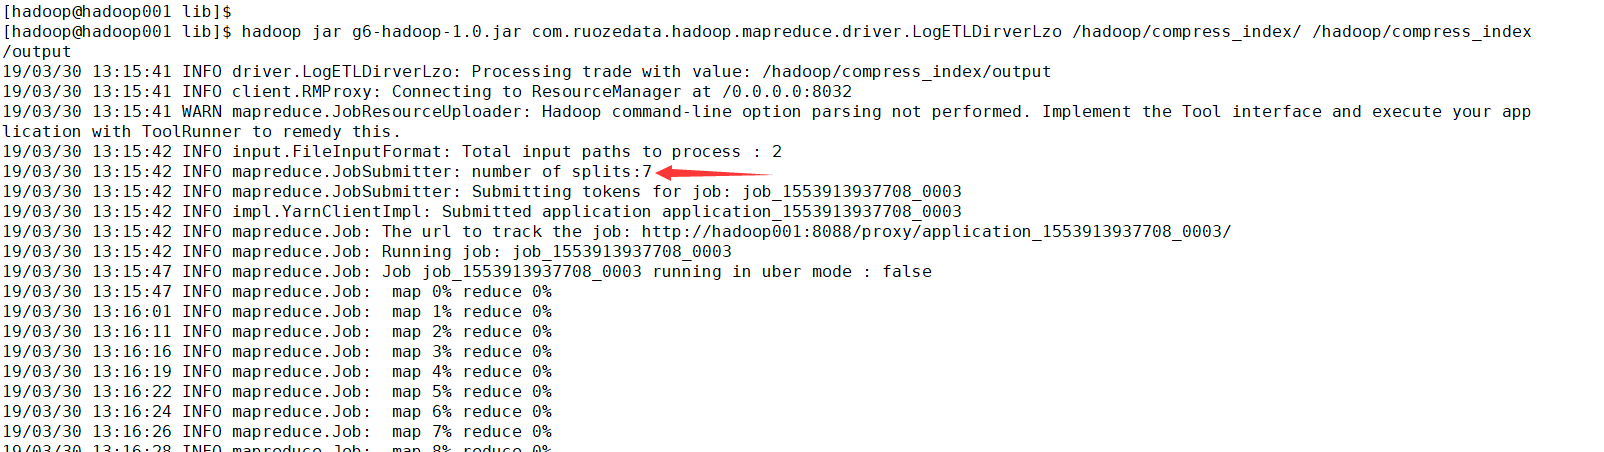 [hadoop@hadoop001 lib]$
[hadoop@hadoop001 lib]$ hadoop jar g6-hadoop-1.0.jar com.ruozedata.hadoop.mapreduce.driver.LogETLDirverLzo /hadoop/compress_index/ /hadoop/compress_index
/output
19/03/30 13:15:41 INFO driver.LogETLDirverLzo: Processing trade with value: /hadoop/compress_index/output
19/03/30 13:15:41 INFO client.RMProxy: Connecting to ResourceManager at /0.0.0.0:8032
19/03/30 13:15:41 WARN mapreduce.JobResourceUploader: Hadoop command-line option parsing not performed. Implement the Tool interface and execute your app
lication with ToolRunner to remedy this.
19/03/30 13:15:42 INFO input.FileInputFormat: Total input paths to process : 2
19/03/30 13:15:42 INFO mapreduce.JobSubmitter: number of splits:7
19/03/30 13:15:42 INFO mapreduce.JobSubmitter: Submitting tokens for job: job_1553913937708_0003
19/03/30 13:15:42 INFO impl.YarnClientImpl: Submitted application application_1553913937708_0003
19/03/30 13:15:42 INFO mapreduce.Job: The url to track the job: http://hadoop001:8088/proxy/application_1553913937708_0003/
19/03/30 13:15:42 INFO mapreduce.Job: Running job: job_1553913937708_0003
19/03/30 13:15:47 INFO mapreduce.Job: Job job_1553913937708_0003 running in uber mode : false
19/03/30 13:15:47 INFO mapreduce.Job:  map 0% reduce 0%
19/03/30 13:16:01 INFO mapreduce.Job:  map 1% reduce 0%
19/03/30 13:16:11 INFO mapreduce.Job:  map 2% reduce 0%
19/03/30 13:16:16 INFO mapreduce.Job:  map 3% reduce 0%
19/03/30 13:16:19 INFO mapreduce.Job:  map 4% reduce 0%
19/03/30 13:16:22 INFO mapreduce.Job:  map 5% reduce 0%
19/03/30 13:16:24 INFO mapreduce.Job:  map 6% reduce 0%
19/03/30 13:16:26 INFO mapreduce.Job:  map 7% reduce 0%
19/03/30 13:16:28 INFO mapreduce.Job:  map 8% reduce 0%